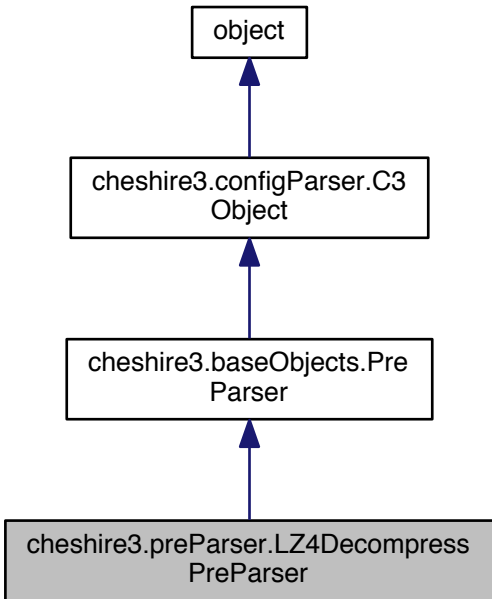 object
cheshire3.configParser.C3
Object
cheshire3.baseObjects.Pre
Parser
cheshire3.preParser.LZ4Decompress
PreParser